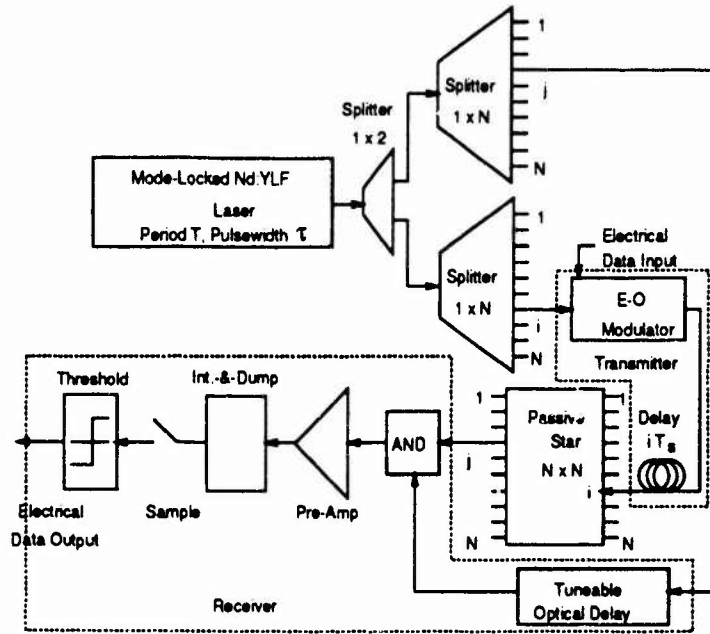 1
Splitter
1 x N
j
N
Splitter
1 x 2
Mode-Locked Nd:YLF
Laser
Period T, Pulsewidth τ
1
Splitter
1 x N
i
N
Electrical
Data Input
E-O
Modulator
Transmitter
Delay
i T s
1
Passive
Star
N x N
1
i
j
N
N
Threshold
Int.-&-Dump
AND
Electrical
Data Output
Sample
Pre-Amp
Tuneable
Optical Delay
Receiver